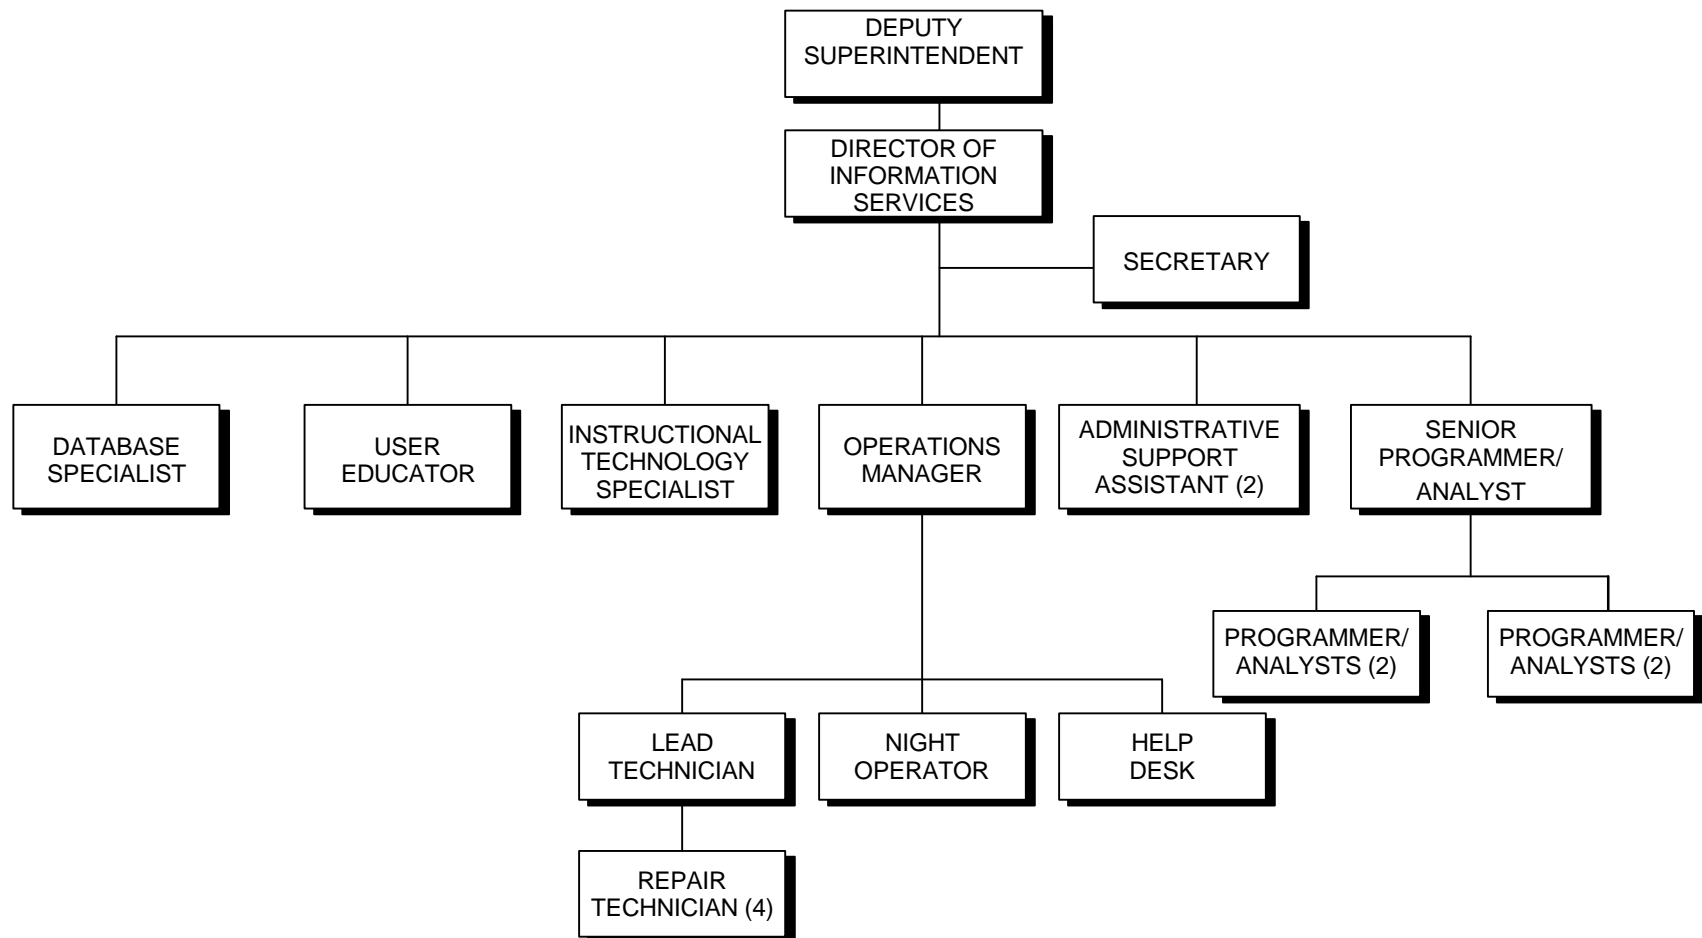 DEPUTY
SUPERINTENDENT
DIRECTOR OF
INFORMATION
SERVICES
SECRETARY
DATABASE
SPECIALIST
USER
EDUCATOR
INSTRUCTIONAL
TECHNOLOGY
SPECIALIST
OPERATIONS
MANAGER
ADMINISTRATIVE
SUPPORT
ASSISTANT (2)
SENIOR
PROGRAMMER/
ANALYST
PROGRAMMER/
ANALYSTS (2)
PROGRAMMER/
ANALYSTS (2)
LEAD
TECHNICIAN
NIGHT
OPERATOR
HELP
DESK
REPAIR
TECHNICIAN (4)